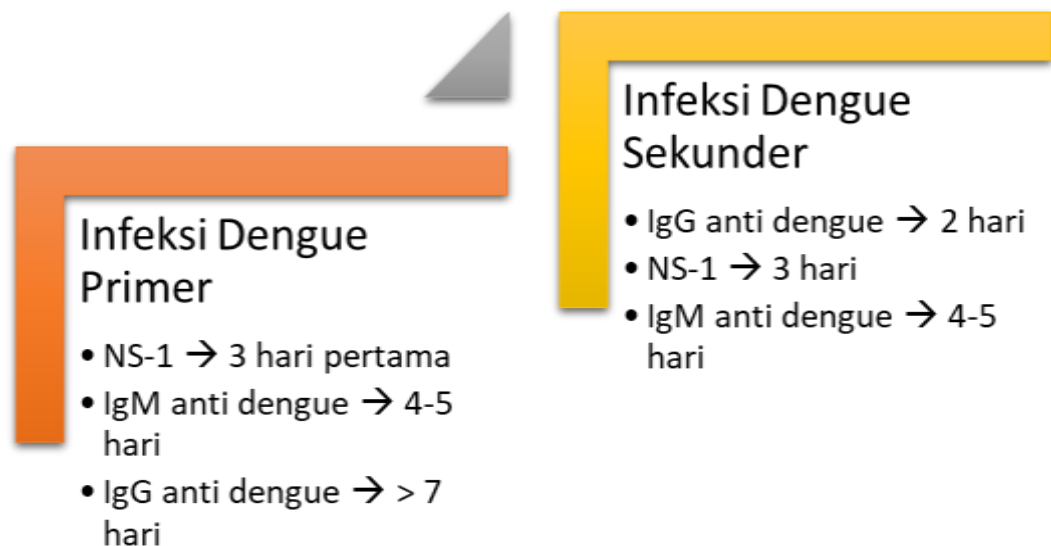 Infeksi Dengue
Primer
• NS-1 → 3 hari pertama
• IgM anti dengue → 4-5
hari
• IgG anti dengue → > 7
hari
Infeksi Dengue
Sekunder
• IgG anti dengue → 2 hari
• NS-1 → 3 hari
• IgM anti dengue → 4-5
hari